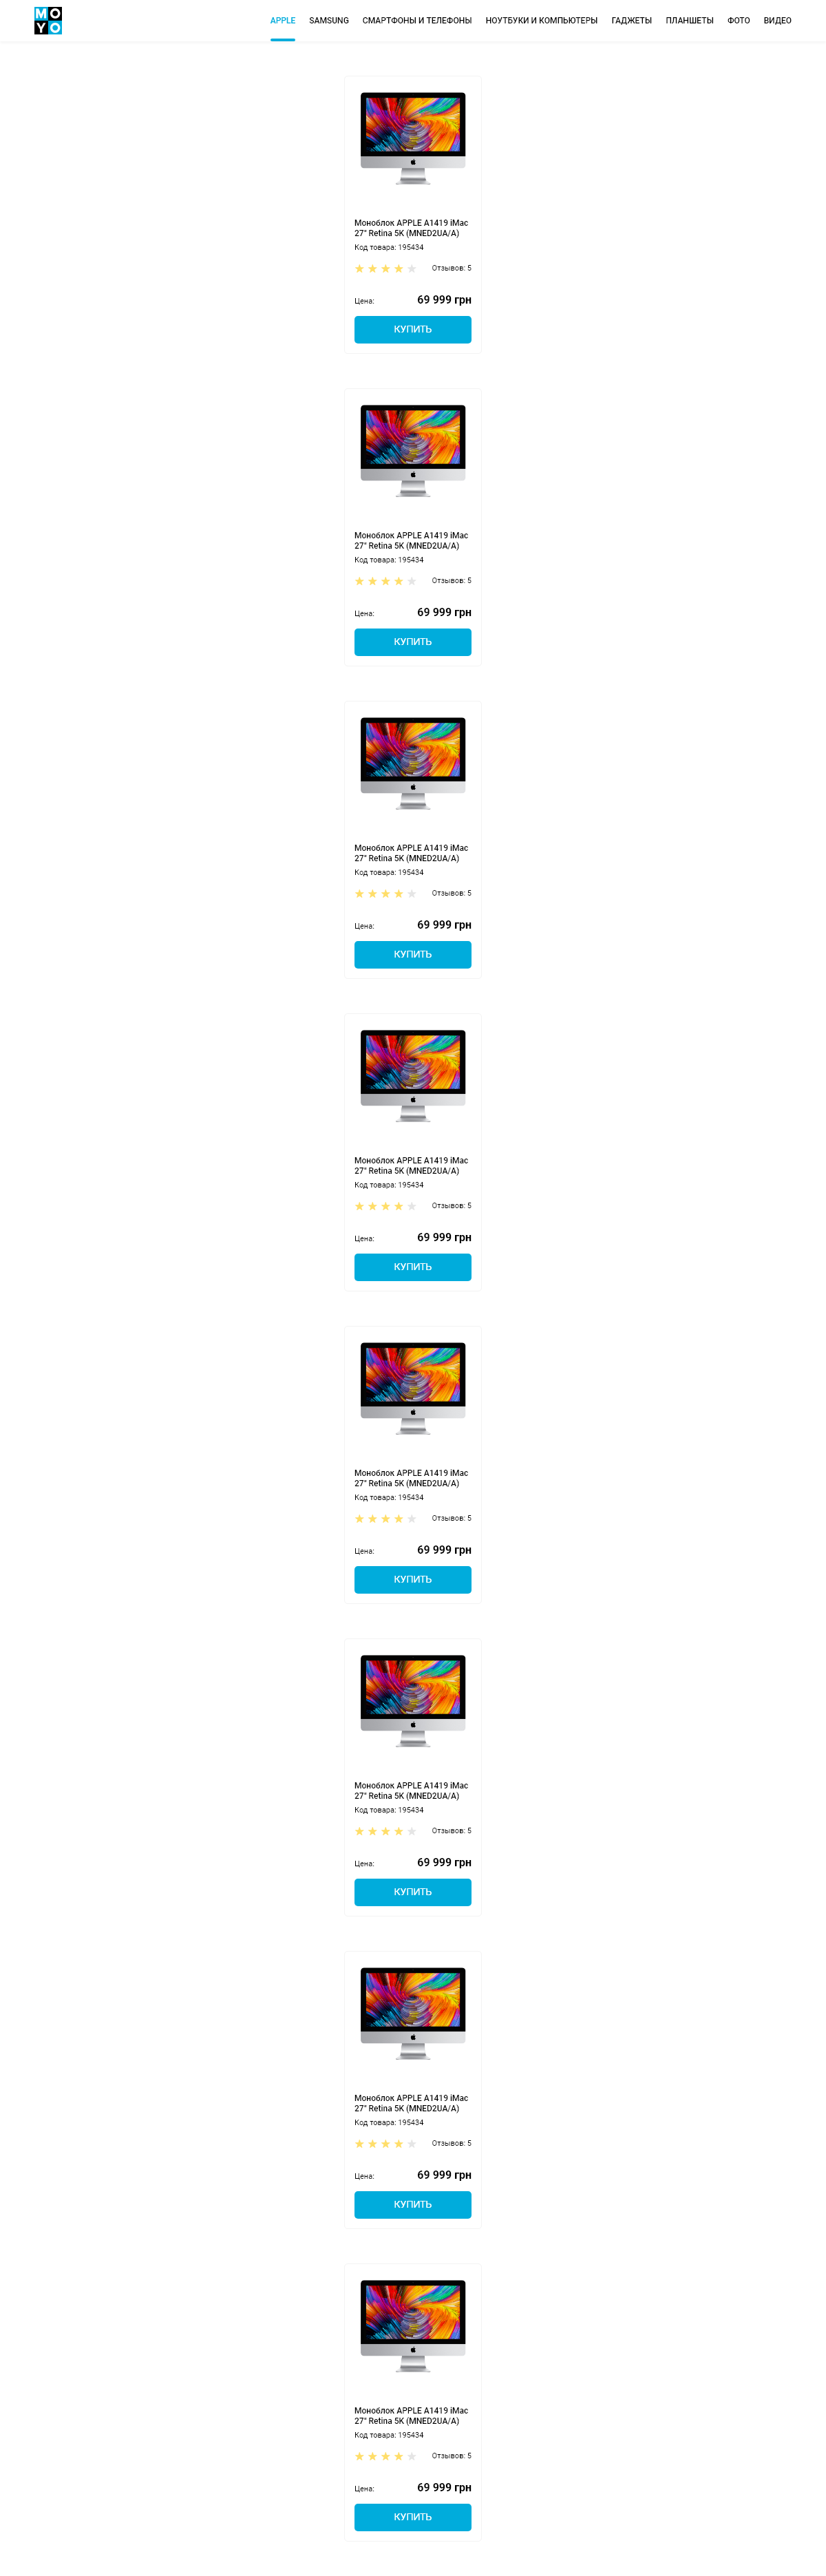 MO
YO
APPLE SAMSUNG СМАРТФОНЫ И ТЕЛЕФОНЫ НОУТБУКИ И КОМПЬЮТЕРЫ ГАДЖЕТЫ ПЛАНШЕТЫ ФОТО ВИДЕО
Моноблок APPLE A1419 iMac
27" Retina 5K (MNED2UA/A)
Код товара: 195434
Отзывов: 5
Цена: 69 999 грн
КУПИТЬ
Моноблок APPLE A1419 iMac
27" Retina 5K (MNED2UA/A)
Код товара: 195434
Отзывов: 5
Цена: 69 999 грн
КУПИТЬ
Моноблок APPLE A1419 iMac
27" Retina 5K (MNED2UA/A)
Код товара: 195434
Отзывов: 5
Цена: 69 999 грн
КУПИТЬ
Моноблок APPLE A1419 iMac
27" Retina 5K (MNED2UA/A)
Код товара: 195434
Отзывов: 5
Цена: 69 999 грн
КУПИТЬ
Моноблок APPLE A1419 iMac
27" Retina 5K (MNED2UA/A)
Код товара: 195434
Отзывов: 5
Цена: 69 999 грн
КУПИТЬ
Моноблок APPLE A1419 iMac
27" Retina 5K (MNED2UA/A)
Код товара: 195434
Отзывов: 5
Цена: 69 999 грн
КУПИТЬ
Моноблок APPLE A1419 iMac
27" Retina 5K (MNED2UA/A)
Код товара: 195434
Отзывов: 5
Цена: 69 999 грн
КУПИТЬ
Моноблок APPLE A1419 iMac
27" Retina 5K (MNED2UA/A)
Код товара: 195434
Отзывов: 5
Цена: 69 999 грн
КУПИТЬ